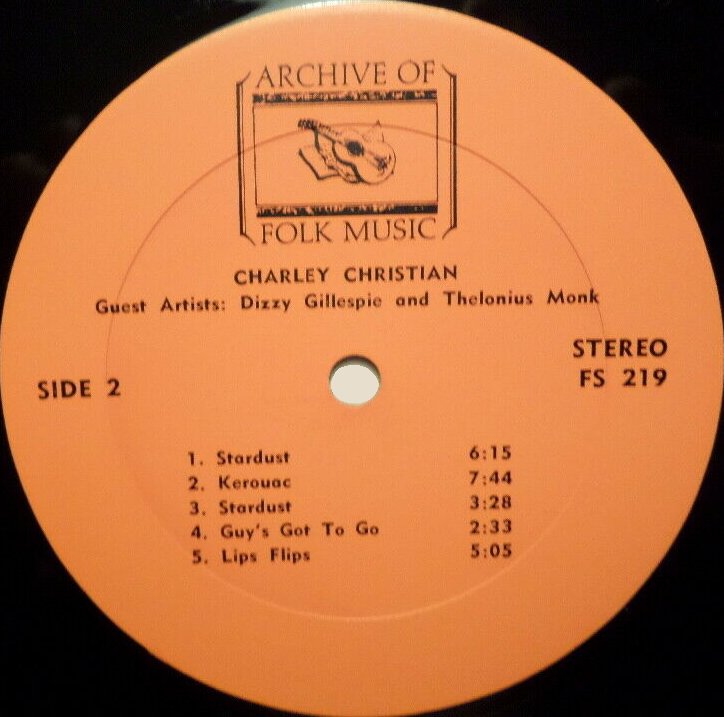 ARCHIVE OF
FOLK MUSIC
CHARLEY CHRISTIAN
Guest Artists: Dizzy Gillespie and Thelonius Monk
STEREO
FS 219
SIDE 2
1. Stardust 6:15
2. Kerouac 7:44
3. Stardust 3:28
4. Guy's Got To Go 2:33
5. Lips Flips 5:05